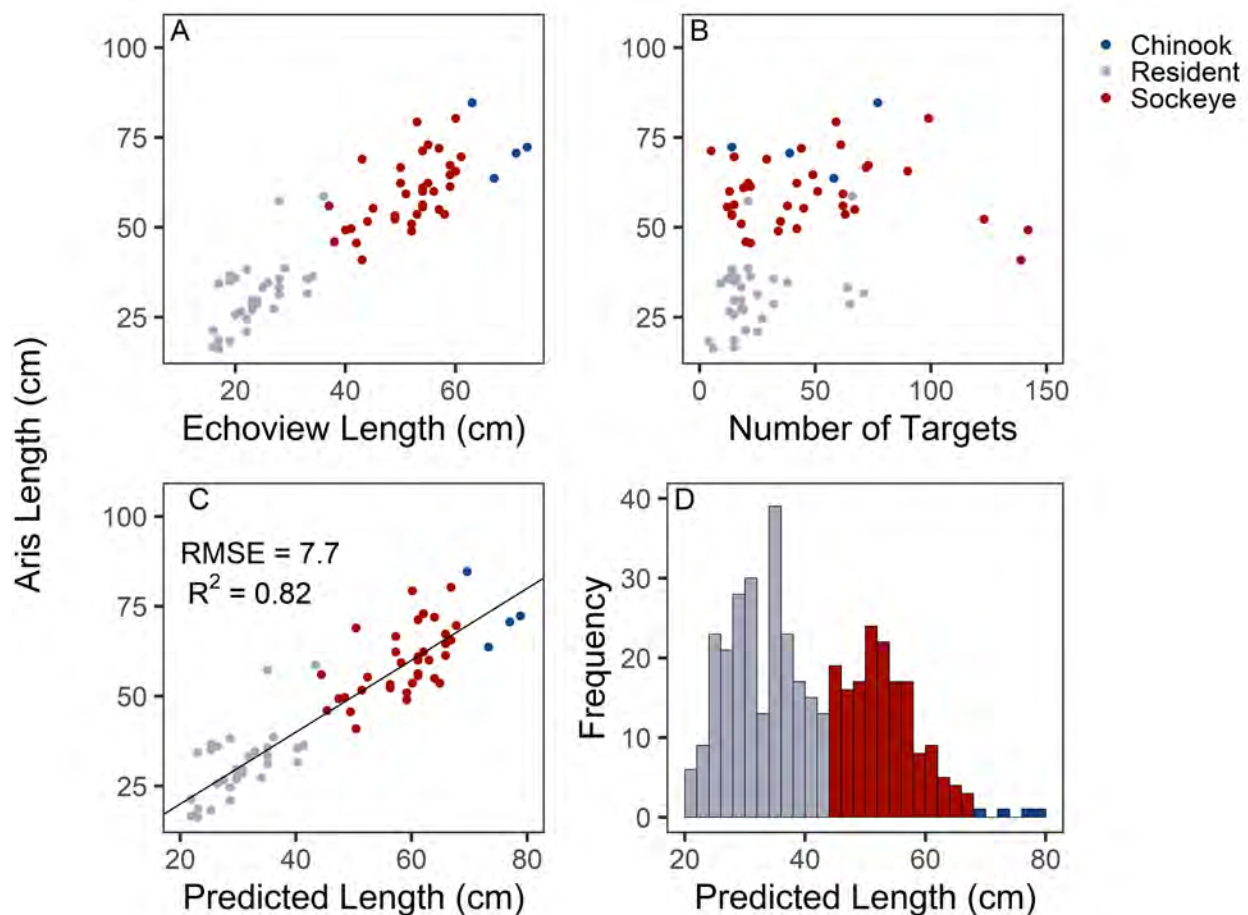 A
100
75
50
25
20
40
60
Echoview Length (cm)
B
100
75
50
25
0
50
100
150
Number of Targets
Chinook
Resident
Sockeye
Aris Length (cm)
C
RMSE = 7.7
R² = 0.82
100
75
50
25
20
40
60
80
Predicted Length (cm)
D
Frequency
40
30
20
10
0
20
40
60
80
Predicted Length (cm)